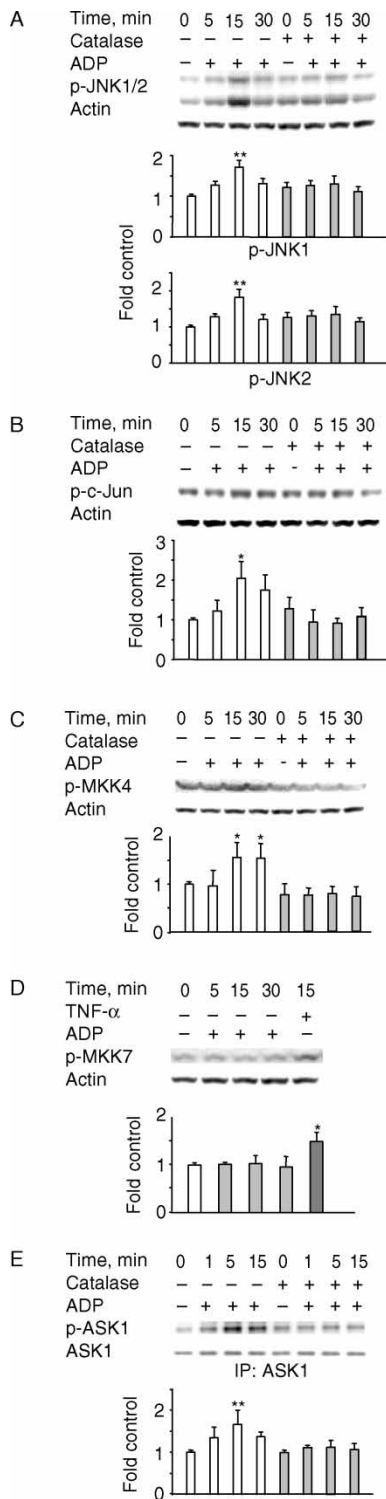 A
Time, min 0 5 15 30 0 5 15 30
Catalase – – – – + + + +
ADP – + + + – + + +
p-JNK1/2
Actin
2
**
1
0
p-JNK1
Fold control
2
**
1
0
p-JNK2
B
Time, min 0 5 15 30 0 5 15 30
Catalase – – – – + + + +
ADP – + + + - + + +
p-c-Jun
Actin
Fold control
3
2
*
1
0
C
Time, min 0 5 15 30 0 5 15 30
Catalase – – – – + + + +
ADP – + + + - + + +
p-MKK4
Actin
Fold control
2
* *
1
0
D
Time, min 0 5 15 30 15
TNF-α – – – – +
ADP – + + + –
p-MKK7
Actin
Fold control
2
*
1
0
E
Time, min 0 1 5 15 0 1 5 15
Catalase – – – – + + + +
ADP – + + + – + + +
p-ASK1
ASK1
IP: ASK1
Fold control
2
**
1
0